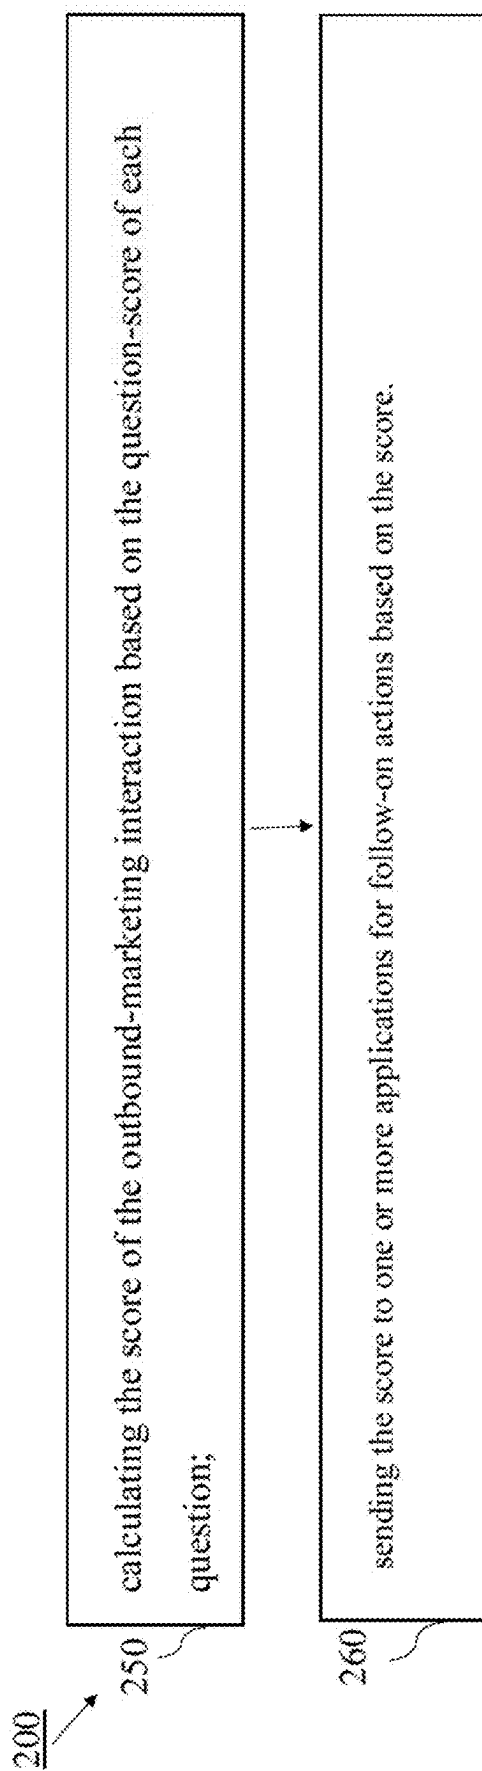 200
250
calculating the score of the outbound-marketing interaction based on the question-score of each
question;
260
sending the score to one or more applications for follow-on actions based on the score.